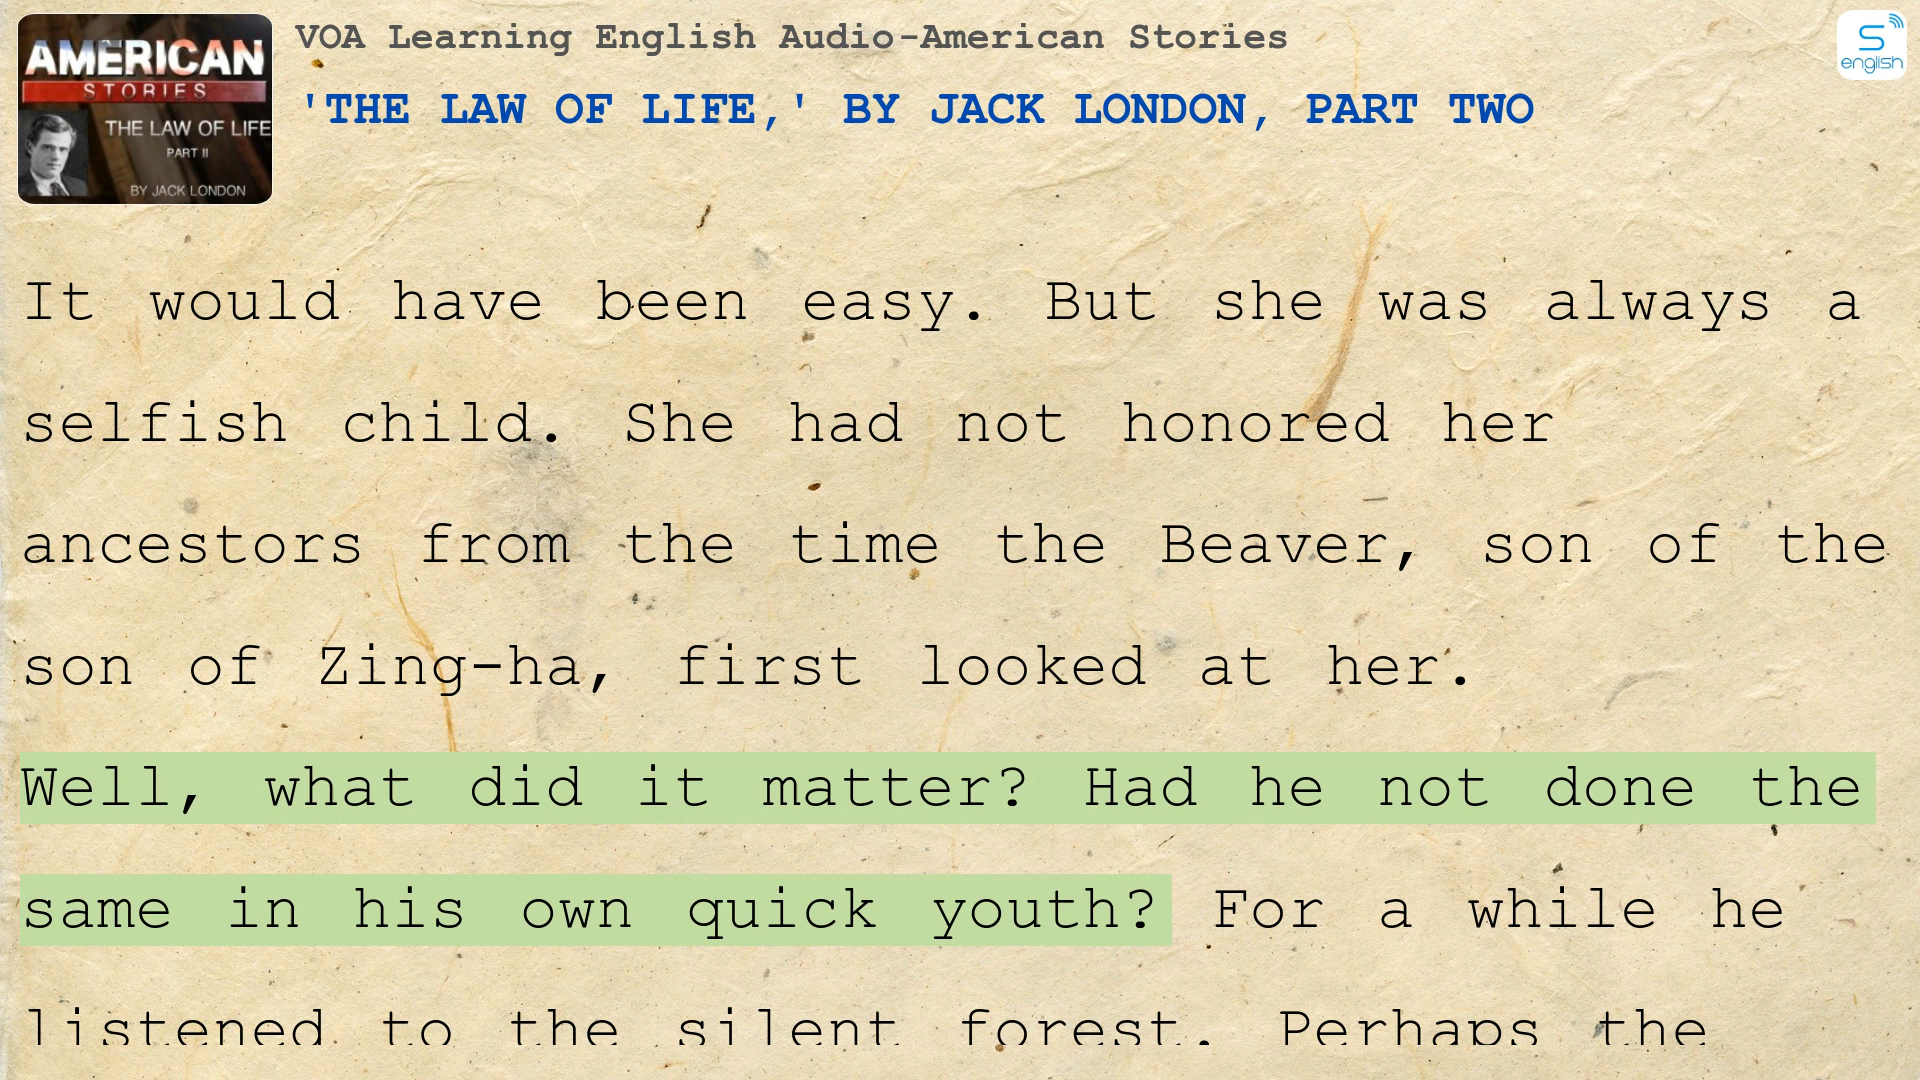 AMERICAN
STORIES
THE LAW OF LIFE
PART II
BY JACK LONDON
VOA Learning English Audio-American Stories
'THE LAW OF LIFE,' BY JACK LONDON, PART TWO
S
english
It would have been easy. But she was always a
selfish child. She had not honored her
ancestors from the time the Beaver, son of the
son of Zing-ha, first looked at her.
Well, what did it matter? Had he not done the
same in his own quick youth? For a while he
listened to the silent forest. Perhaps the